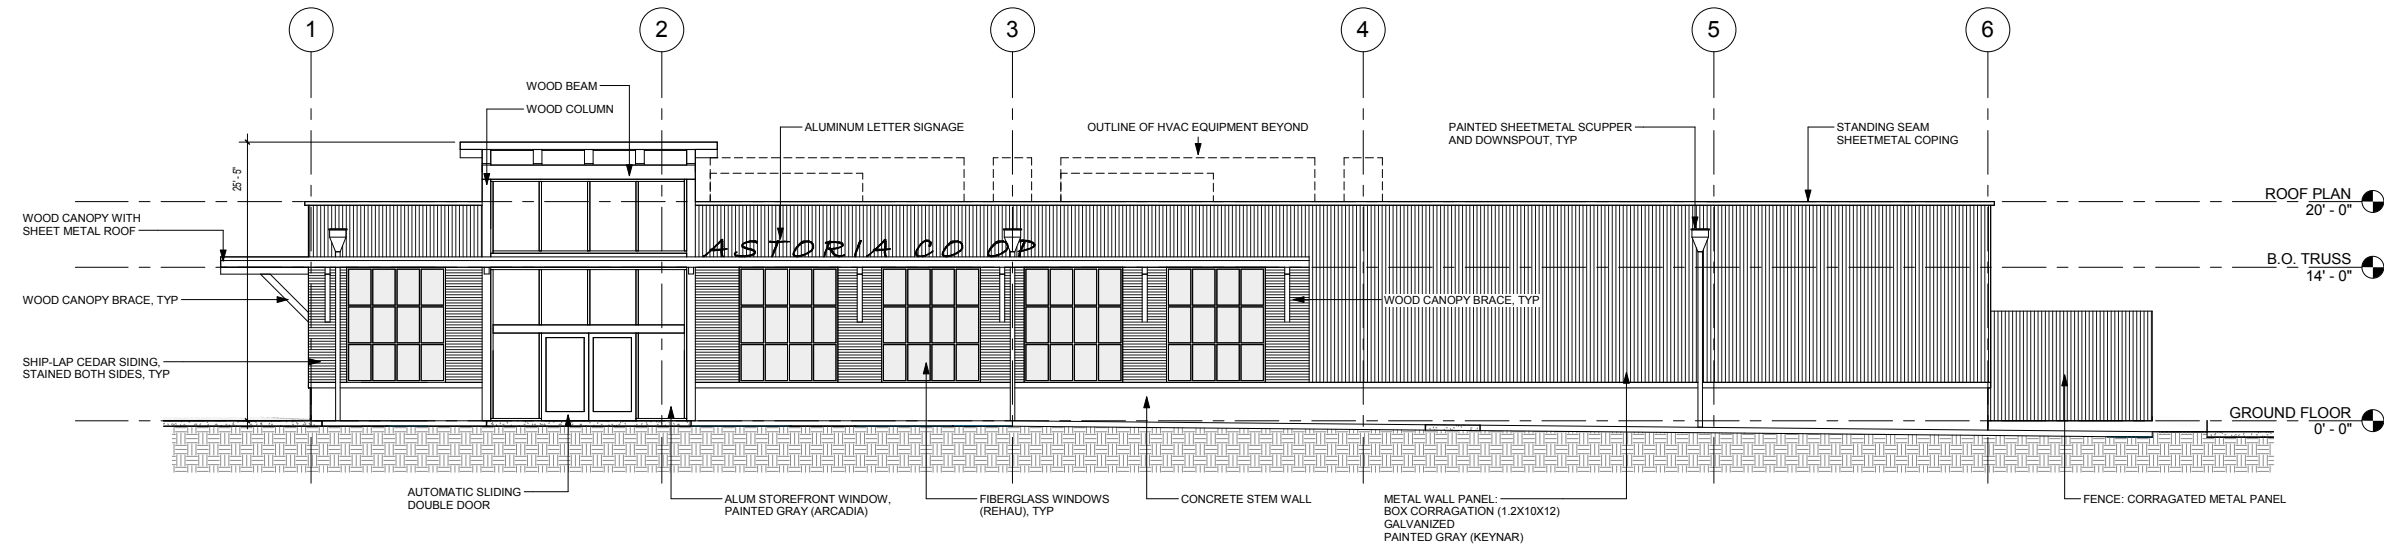 1
2
3
4
5
6
WOOD BEAM
WOOD COLUMN
ALUMINUM LETTER SIGNAGE
OUTLINE OF HVAC EQUIPMENT BEYOND
PAINTED SHEETMETAL SCUPPER
AND DOWNSPOUT, TYP
STANDING SEAM
SHEETMETAL COPING
25' - 5"
ROOF PLAN
20' - 0"
WOOD CANOPY WITH
SHEET METAL ROOF
ASTORIA CO OP
B.O. TRUSS
14' - 0"
WOOD CANOPY BRACE, TYP
WOOD CANOPY BRACE, TYP
SHIP-LAP CEDAR SIDING,
STAINED BOTH SIDES, TYP
GROUND FLOOR
0' - 0"
AUTOMATIC SLIDING
DOUBLE DOOR
ALUM STOREFRONT WINDOW,
PAINTED GRAY (ARCADIA)
FIBERGLASS WINDOWS
(REHAU), TYP
CONCRETE STEM WALL
METAL WALL PANEL:
BOX CORRAGATION (1.2X10X12)
GALVANIZED
PAINTED GRAY (KEYNAR)
FENCE: CORRAGATED METAL PANEL